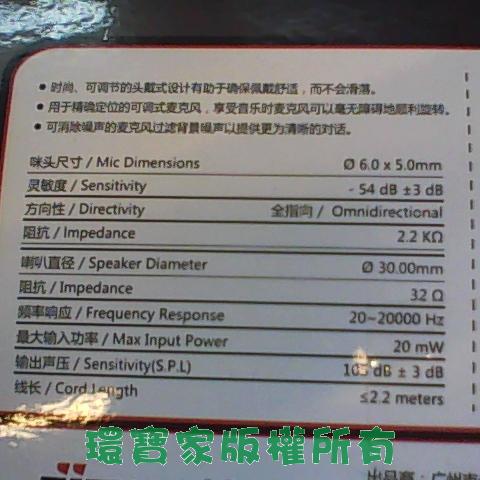 • 时尚、可调节的头戴式设计有助于确保佩戴舒适，而不会滑落。
• 用于精确定位的可调式麦克风，享受音乐时麦克风可以毫无障碍地顺利旋转。
• 可消除噪声的麦克风过滤背景噪声以提供更为清晰的对话。
咪头尺寸 / Mic Dimensions Ø 6.0 x 5.0mm
灵敏度 / Sensitivity - 54 dB ±3 dB
方向性 / Directivity 全指向 / Omnidirectional
阻抗 / Impedance 2.2 KΩ
喇叭直径 / Speaker Diameter Ø 30.00mm
阻抗 / Impedance 32 Ω
频率响应 / Frequency Response 20~20000 Hz
最大输入功率 / Max Input Power 20 mW
输出声压 / Sensitivity(S.P.L) dB ± 3 dB
线长 / Cord Length ≤2.2 meters
環寶家版權所有
出品商：广州